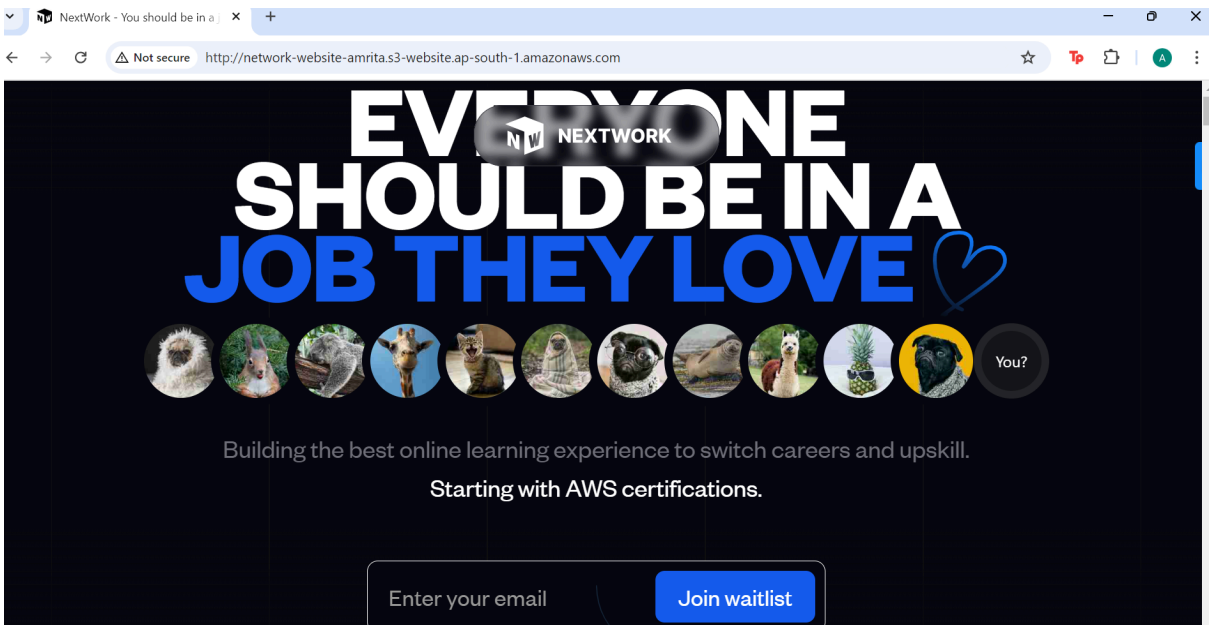 NextWork - You should be in a j
Not secure
http://network-website-amrita.s3-website.ap-south-1.amazonaws.com
Tp
A
EVERYONE
NW NEXTWORK
SHOULD BE IN A
JOB THEY LOVE
You?
Building the best online learning experience to switch careers and upskill.
Starting with AWS certifications.
Enter your email
Join waitlist